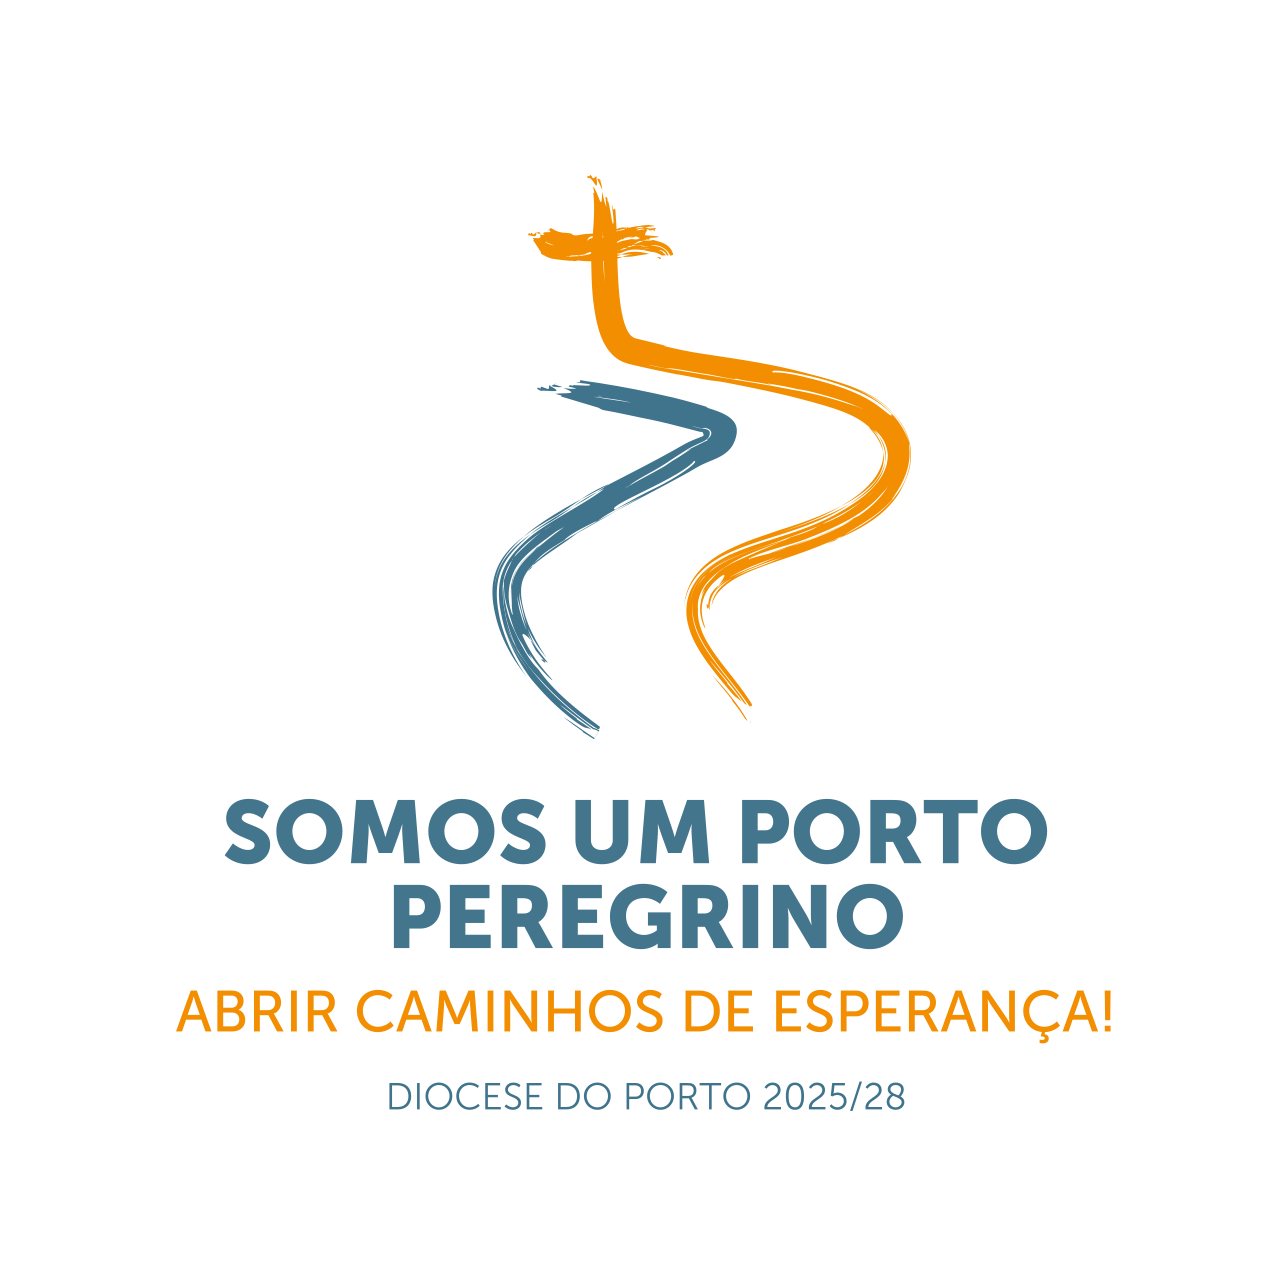 SOMOS UM PORTO
PEREGRINO
ABRIR CAMINHOS DE ESPERANÇA!
DIOCESE DO PORTO 2025/28